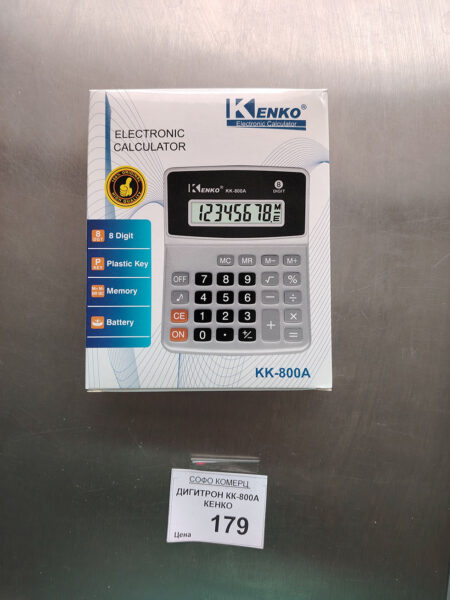 KENKO®
Electronic Calculator
ELECTRONIC
CALCULATOR
KENKO® KK-800A
8
DIGIT
12345678 M
E
8 Digit
Plastic Key
Memory
Battery
MC MR M− M+
OFF 7 8 9 √ %
♪ 4 5 6 − ÷
CE 1 2 3 + ×
ON 0 · +/− =
KK-800A
СОФО КОМЕРЦ
ДИГИТРОН КК-800А
КЕНКО
Цена 179